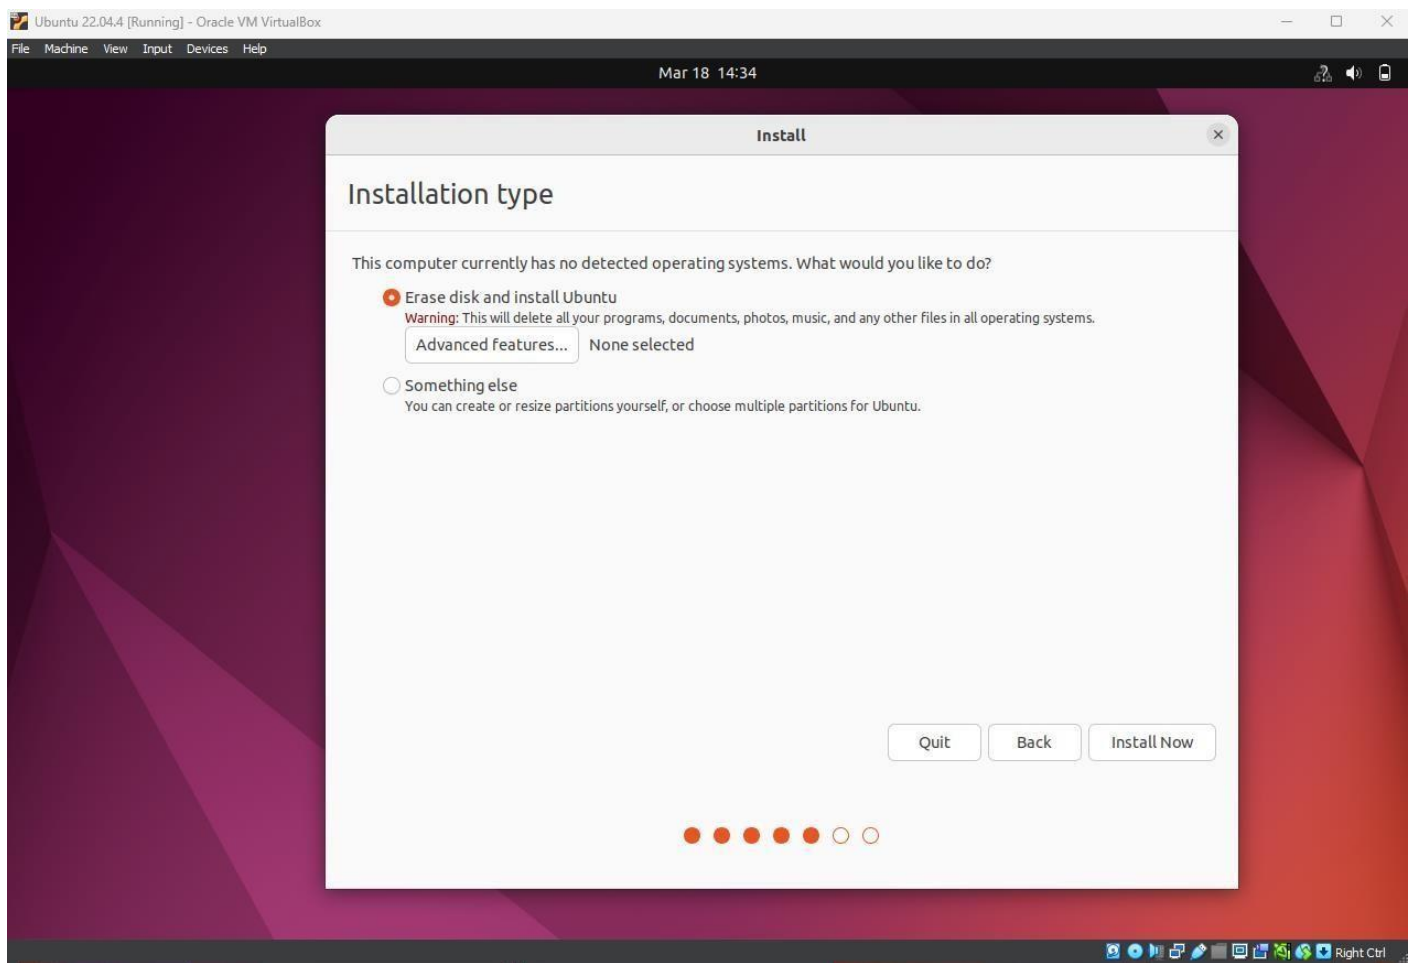 Ubuntu 22.04.4 [Running] - Oracle VM VirtualBox
File Machine View Input Devices Help
Mar 18 14:34
Install
Installation type
This computer currently has no detected operating systems. What would you like to do?
Erase disk and install Ubuntu
Warning: This will delete all your programs, documents, photos, music, and any other files in all operating systems.
Advanced features... None selected
Something else
You can create or resize partitions yourself, or choose multiple partitions for Ubuntu.
Quit Back Install Now
Right Ctrl